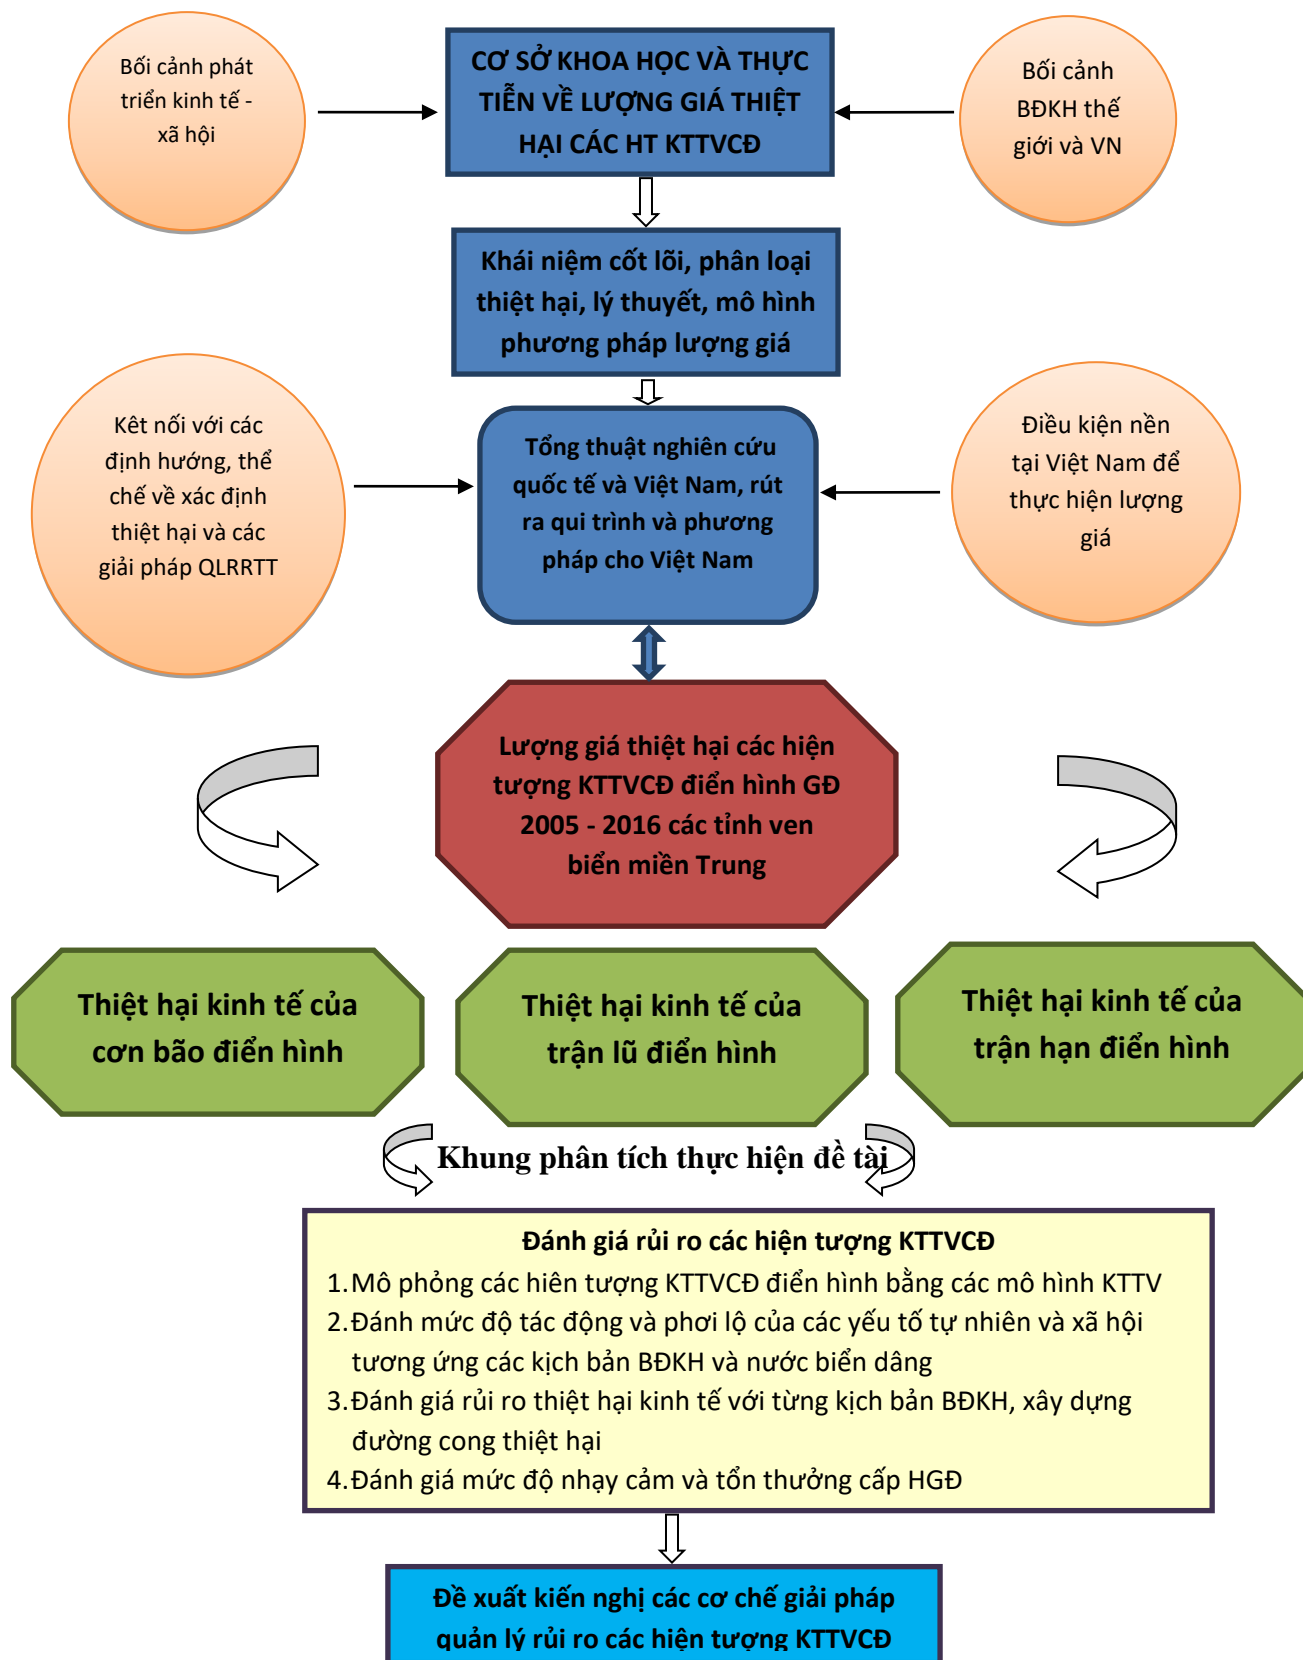 Bối cảnh phát
triển kinh tế -
xã hội
CƠ SỞ KHOA HỌC VÀ THỰC
TIỄN VỀ LƯỢNG GIÁ THIỆT
HẠI CÁC HT KTTVCĐ
Bối cảnh
BĐKH thế
giới và VN
Khái niệm cốt lõi, phân loại
thiệt hại, lý thuyết, mô hình
phương pháp lượng giá
Kêt nối với các
định hướng, thể
chế về xác định
thiệt hại và các
giải pháp QLRRTT
Tổng thuật nghiên cứu
quốc tế và Việt Nam, rút
ra qui trình và phương
pháp cho Việt Nam
Điều kiện nền
tại Việt Nam để
thực hiện lượng
giá
Lượng giá thiệt hại các hiện
tượng KTTVCĐ điển hình GĐ
2005 - 2016 các tỉnh ven
biển miền Trung
Thiệt hại kinh tế của
cơn bão điển hình
Thiệt hại kinh tế của
trận lũ điển hình
Thiệt hại kinh tế của
trận hạn điển hình
Khung phân tích thực hiện đề tài
Đánh giá rủi ro các hiện tượng KTTVCĐ
1.Mô phỏng các hiên tượng KTTVCĐ điển hình bằng các mô hình KTTV
2.Đánh mức độ tác động và phơi lộ của các yếu tố tự nhiên và xã hội
tương ứng các kịch bản BĐKH và nước biển dâng
3.Đánh giá rủi ro thiệt hại kinh tế với từng kịch bản BĐKH, xây dựng
đường cong thiệt hại
4.Đánh giá mức độ nhạy cảm và tổn thưởng cấp HGĐ
Đề xuất kiến nghị các cơ chế giải pháp
quản lý rủi ro các hiện tượng KTTVCĐ